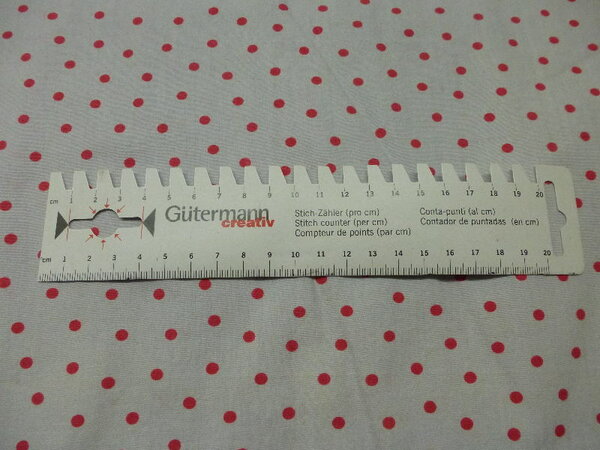 cm 1 2 3 4 5 6 7 8 9 10 11 12 13 14 15 16 17 18 19 20
Gütermann
creativ
Stich-Zähler (pro cm)
Stitch counter (per cm)
Compteur de points (par cm)
Conta-punti (al cm)
Contador de puntadas (en cm)
cm 1 2 3 4 5 6 7 8 9 10 11 12 13 14 15 16 17 18 19 20